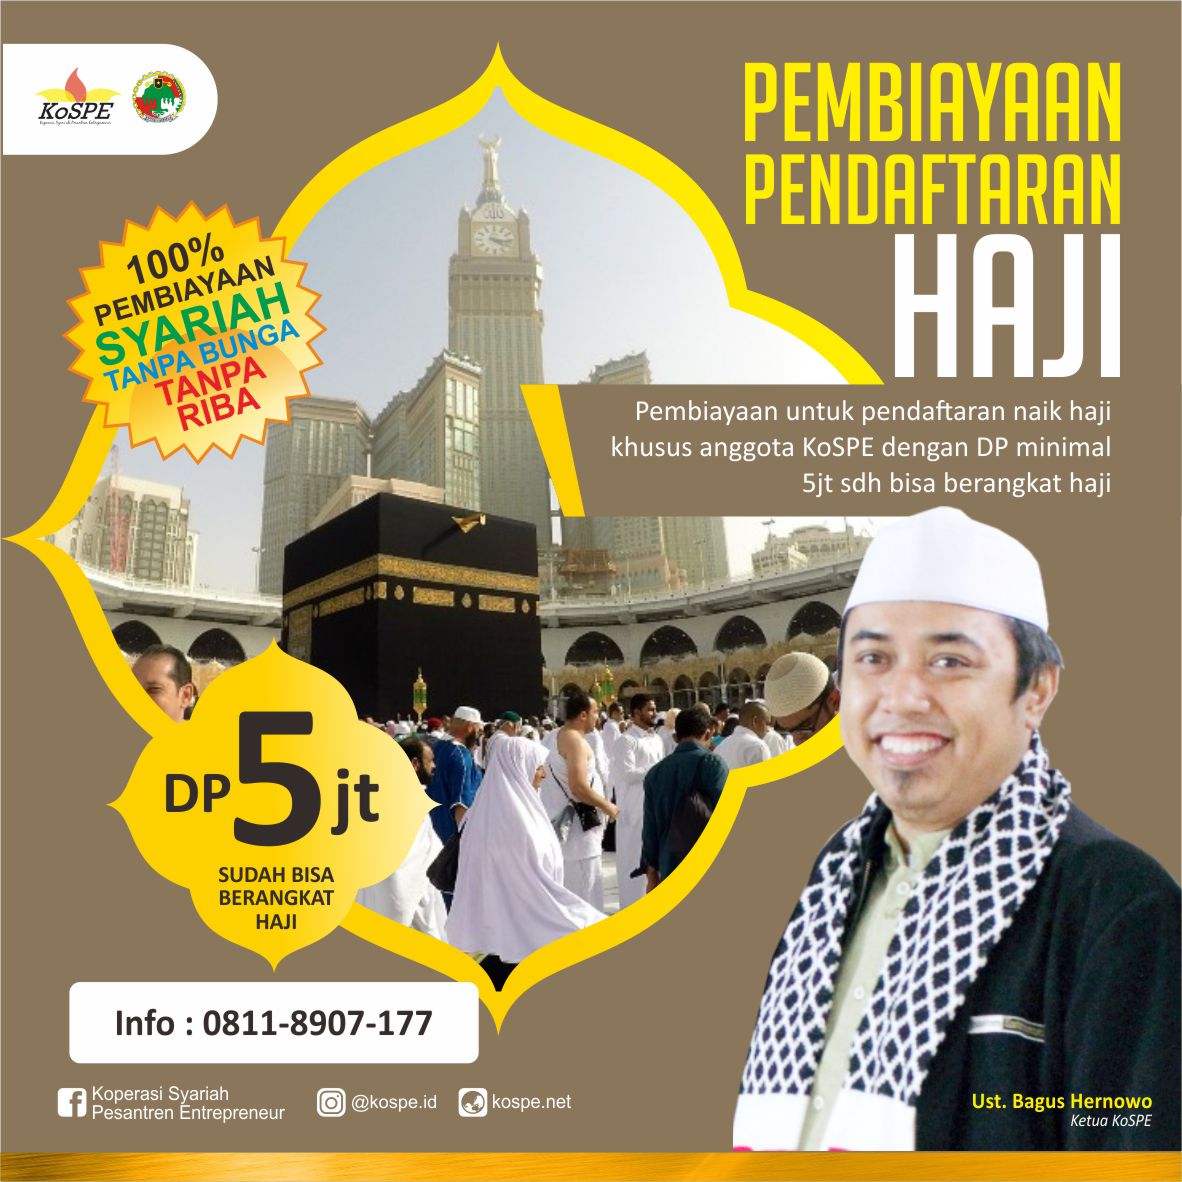 KoSPE
100%
PEMBIAYAAN
SYARIAH
TANPA BUNGA
TANPA
RIBA
PEMBIAYAAN
PENDAFTARAN
HAJI
Pembiayaan untuk pendaftaran naik haji
khusus anggota KoSPE dengan DP minimal
5jt sdh bisa berangkat haji
DP 5 jt
SUDAH BISA
BERANGKAT
HAJI
Info : 0811-8907-177
Koperasi Syariah
Pesantren Entrepreneur
@kospe.id
kospe.net
Ust. Bagus Hernowo
Ketua KoSPE